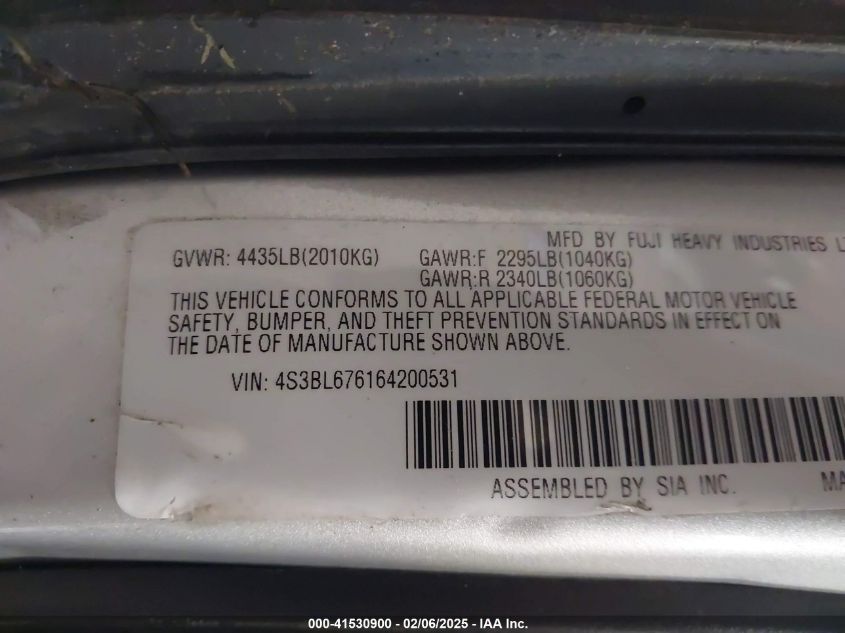 MFD BY FUJI HEAVY INDUSTRIES
GVWR: 4435LB(2010KG) GAWR:F 2295LB(1040KG)
GAWR:R 2340LB(1060KG)
THIS VEHICLE CONFORMS TO ALL APPLICABLE FEDERAL MOTOR VEHICLE
SAFETY, BUMPER, AND THEFT PREVENTION STANDARDS IN EFFECT ON
THE DATE OF MANUFACTURE SHOWN ABOVE.
VIN: 4S3BL676164200531
ASSEMBLED BY SIA INC.
000-41530900 - 02/06/2025 - IAA Inc.